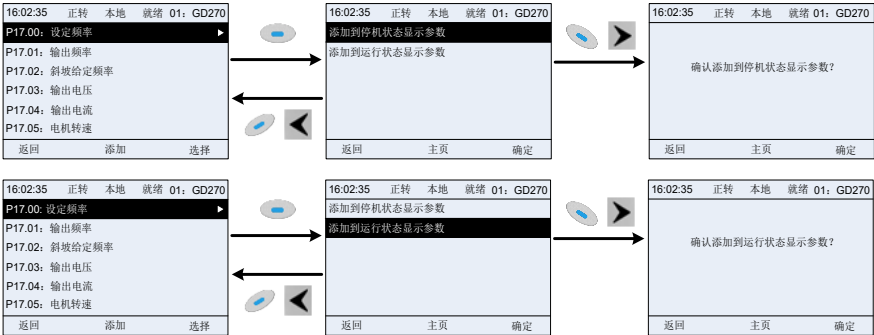 16:02:35 正转 本地 就绪 01：GD270
P17.00：设定频率
P17.01：输出频率
P17.02：斜坡给定频率
P17.03：输出电压
P17.04：输出电流
P17.05：电机转速
返回 添加 选择
16:02:35 正转 本地 就绪 01：GD270
添加到停机状态显示参数
添加到运行状态显示参数
返回 主页 确定
16:02:35 正转 本地 就绪 01：GD270
确认添加到停机状态显示参数？
返回 主页 确定
16:02:35 正转 本地 就绪 01：GD270
P17.00: 设定频率
P17.01：输出频率
P17.02：斜坡给定频率
P17.03：输出电压
P17.04：输出电流
P17.05：电机转速
返回 添加 选择
16:02:35 正转 本地 就绪 01：GD270
添加到停机状态显示参数
添加到运行状态显示参数
返回 主页 确定
16:02:35 正转 本地 就绪 01：GD270
确认添加到运行状态显示参数？
返回 主页 确定